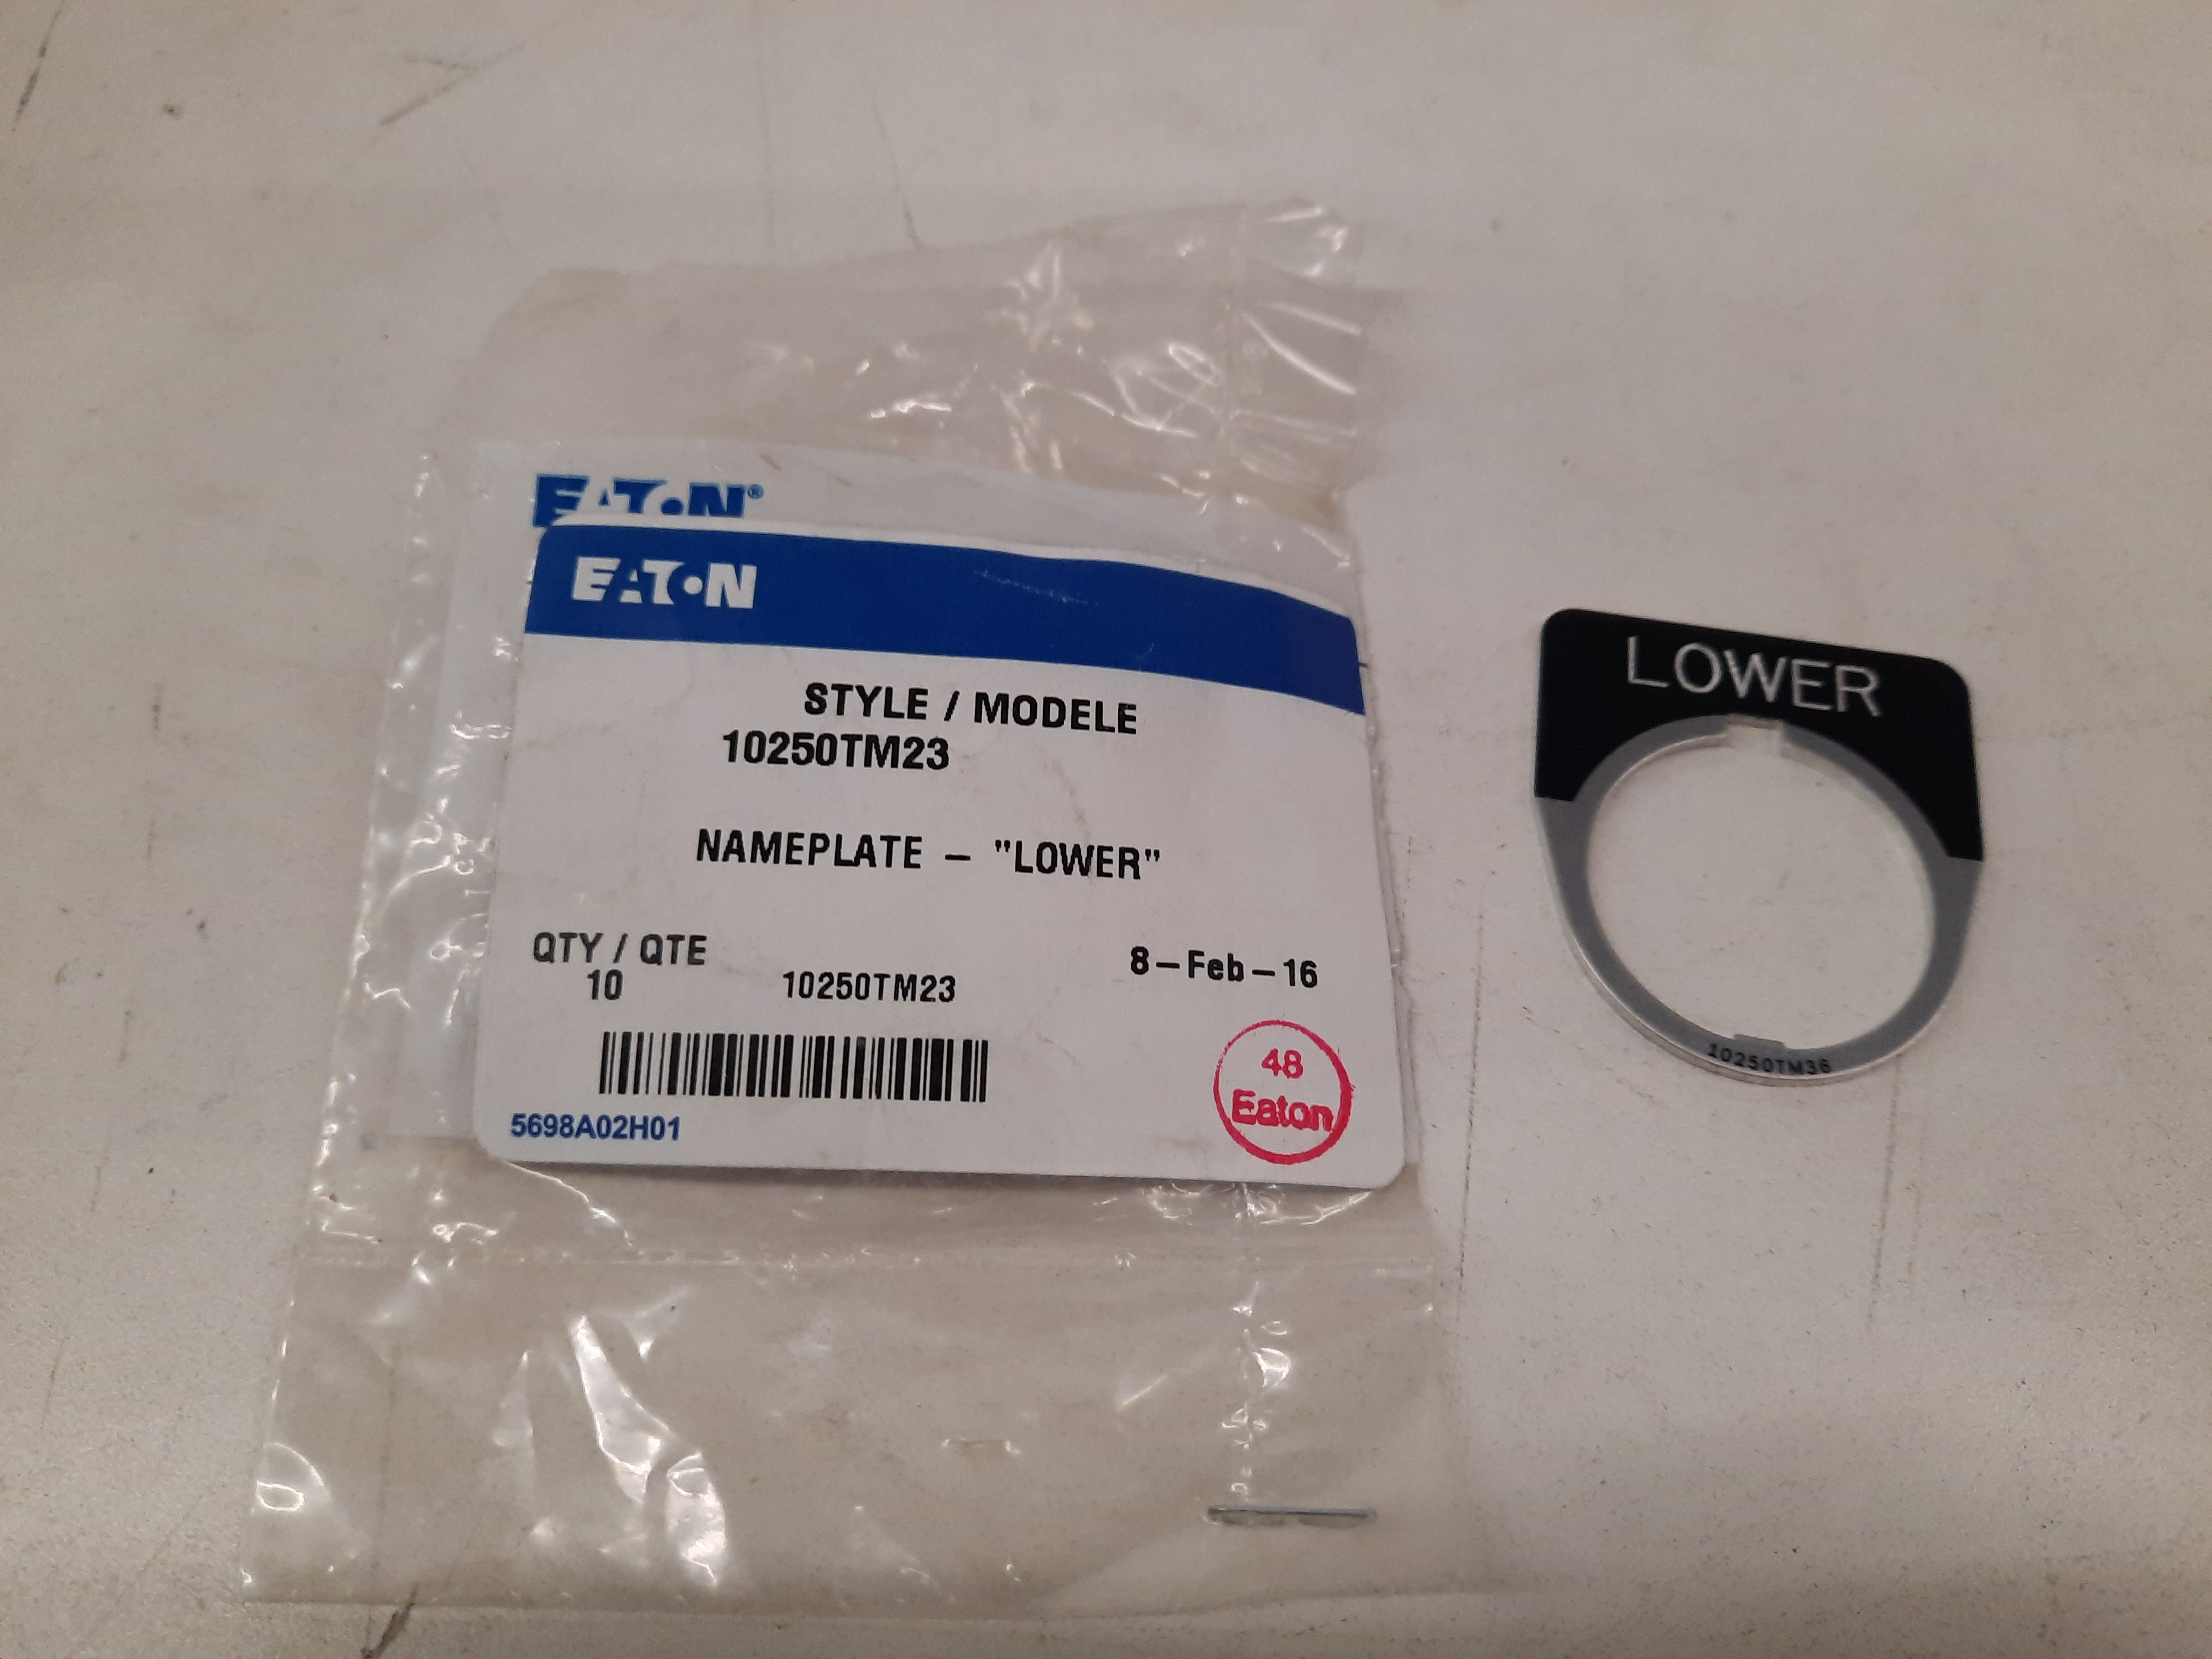 EATON®
EATON
STYLE / MODELE
10250TM23
NAMEPLATE – "LOWER"
QTY / QTE
10
10250TM23
8–Feb–16
5698A02H01
48
Eaton
LOWER
10250TM36